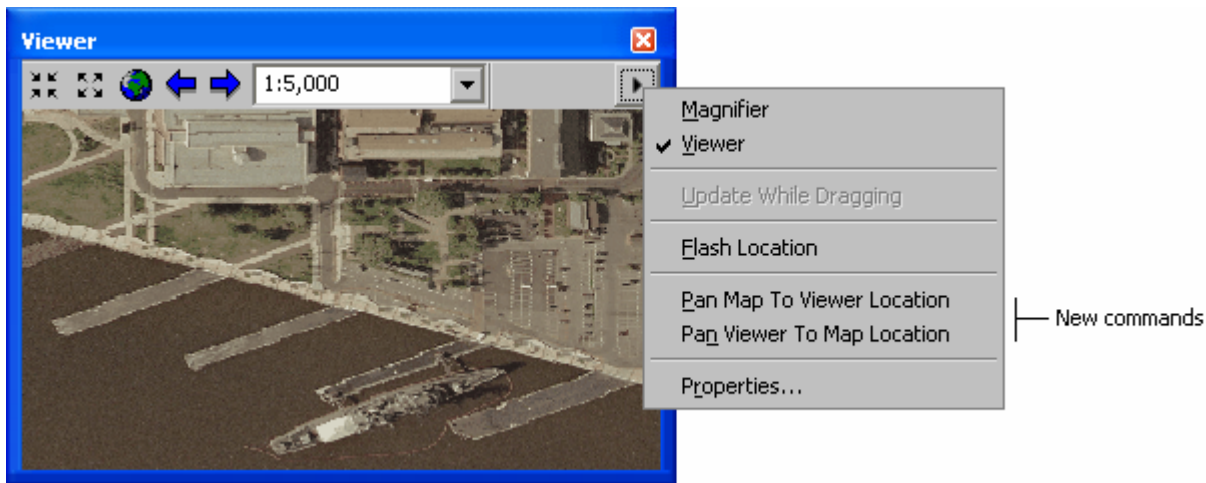 Viewer
1:5,000
Magnifier
Viewer
Update While Dragging
Flash Location
Pan Map To Viewer Location
Pan Viewer To Map Location
New commands
Properties...